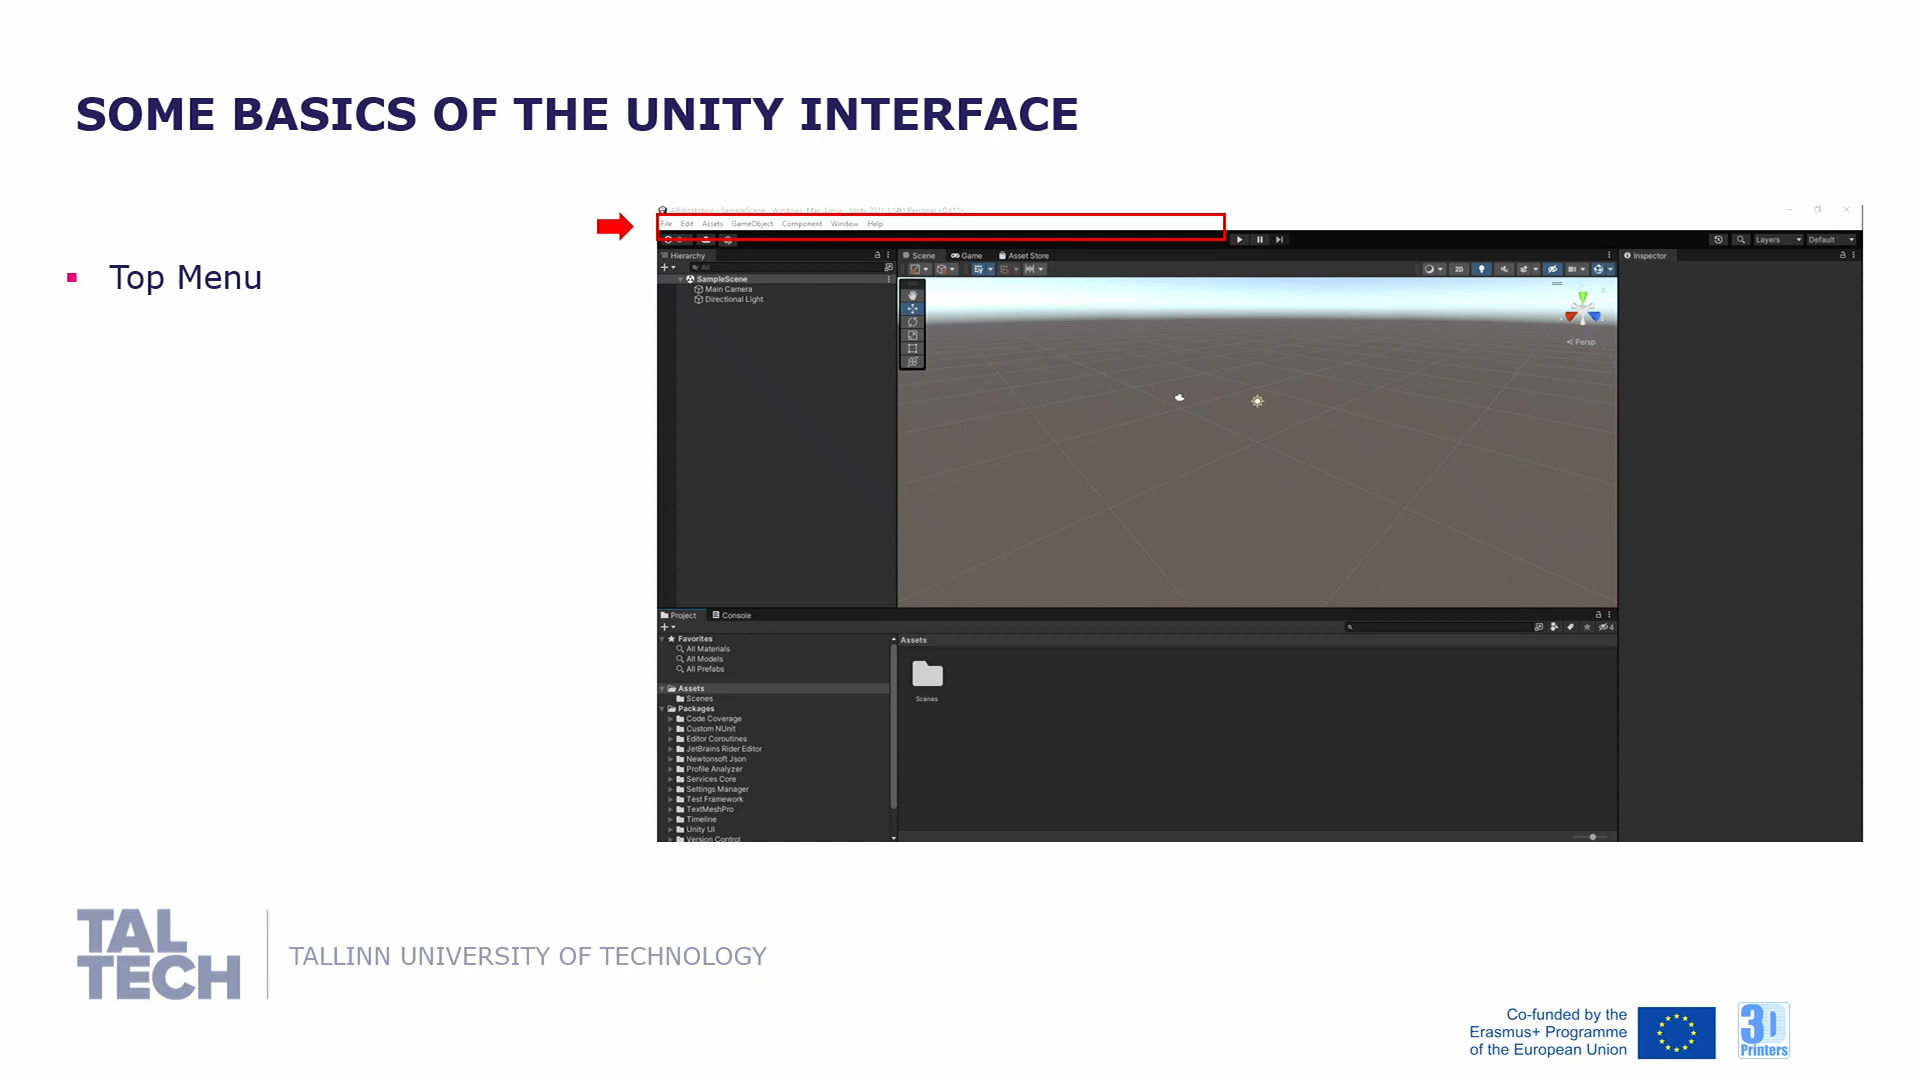 SOME BASICS OF THE UNITY INTERFACE
Top Menu
File Edit Assets GameObject Component Window Help
Layers Default
Hierarchy
All
SampleScene
Main Camera
Directional Light
Scene Game Asset Store
2D
Persp
Inspector
Project Console
4
Favorites
All Materials
All Models
All Prefabs
Assets
Scenes
Packages
Code Coverage
Custom NUnit
Editor Coroutines
JetBrains Rider Editor
Newtonsoft Json
Profile Analyzer
Services Core
Settings Manager
Test Framework
TextMeshPro
Timeline
Unity UI
Version Control
Assets
Scenes
TAL
TECH
TALLINN UNIVERSITY OF TECHNOLOGY
Co-funded by the
Erasmus+ Programme
of the European Union
3D
Printers